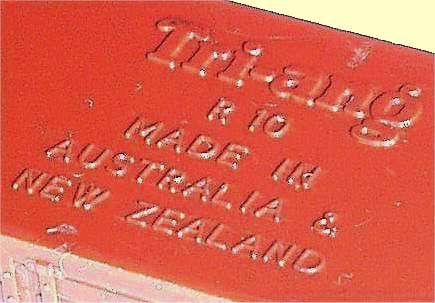 Tri-ang
R 10
MADE IN
AUSTRALIA &
NEW ZEALAND